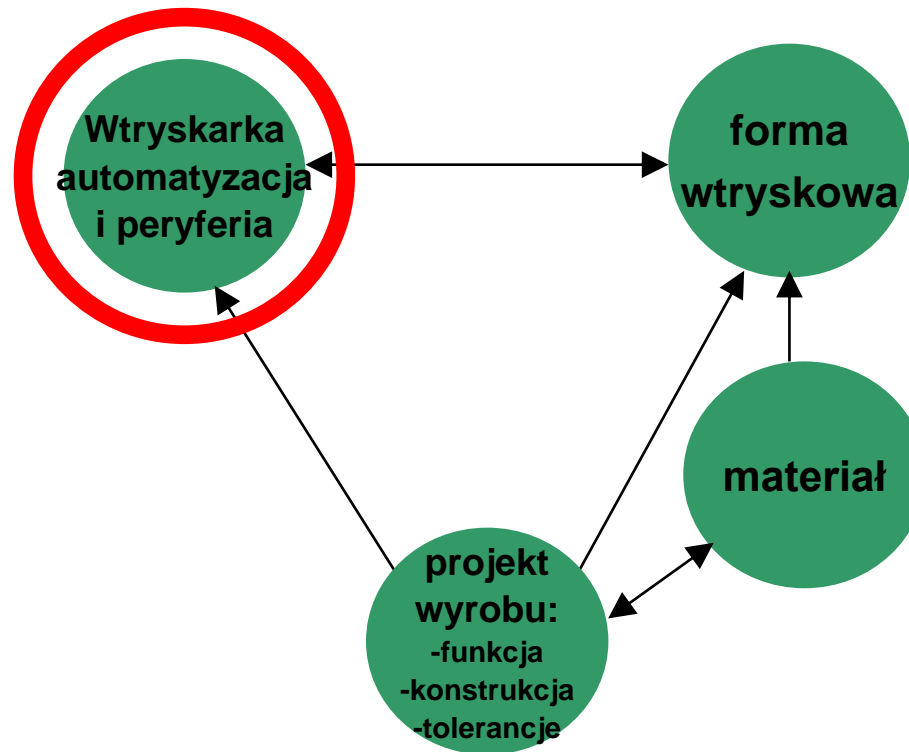 Wtryskarka
automatyzacja
i peryferia
forma
wtryskowa
materiał
projekt
wyrobu:
-funkcja
-konstrukcja
-tolerancje